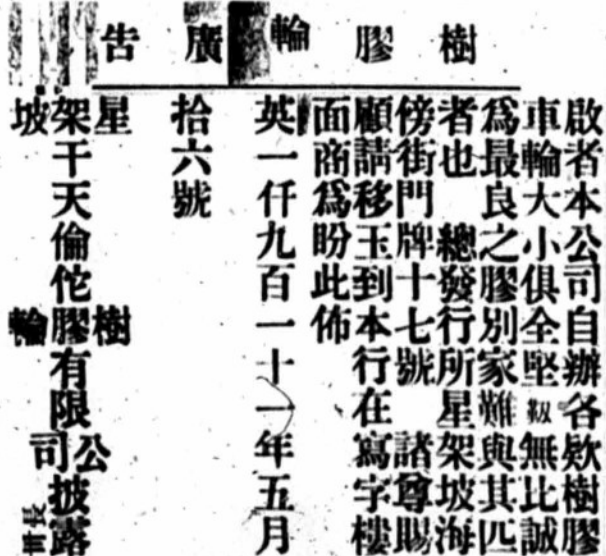 樹膠輪廣告
啟者本公司自辦各欵樹膠
車輪大小俱全堅緞無比誠
爲最良之膠別家難與其匹
者也 總發行所星架坡海
傍街門牌十七號 諸尊賜
顧請移玉到本行在寫字樓
面商爲盼此佈
英一仟九百一十一年五月
拾六號
星架坡
干天倫佗
樹膠輪
有限公司
披露